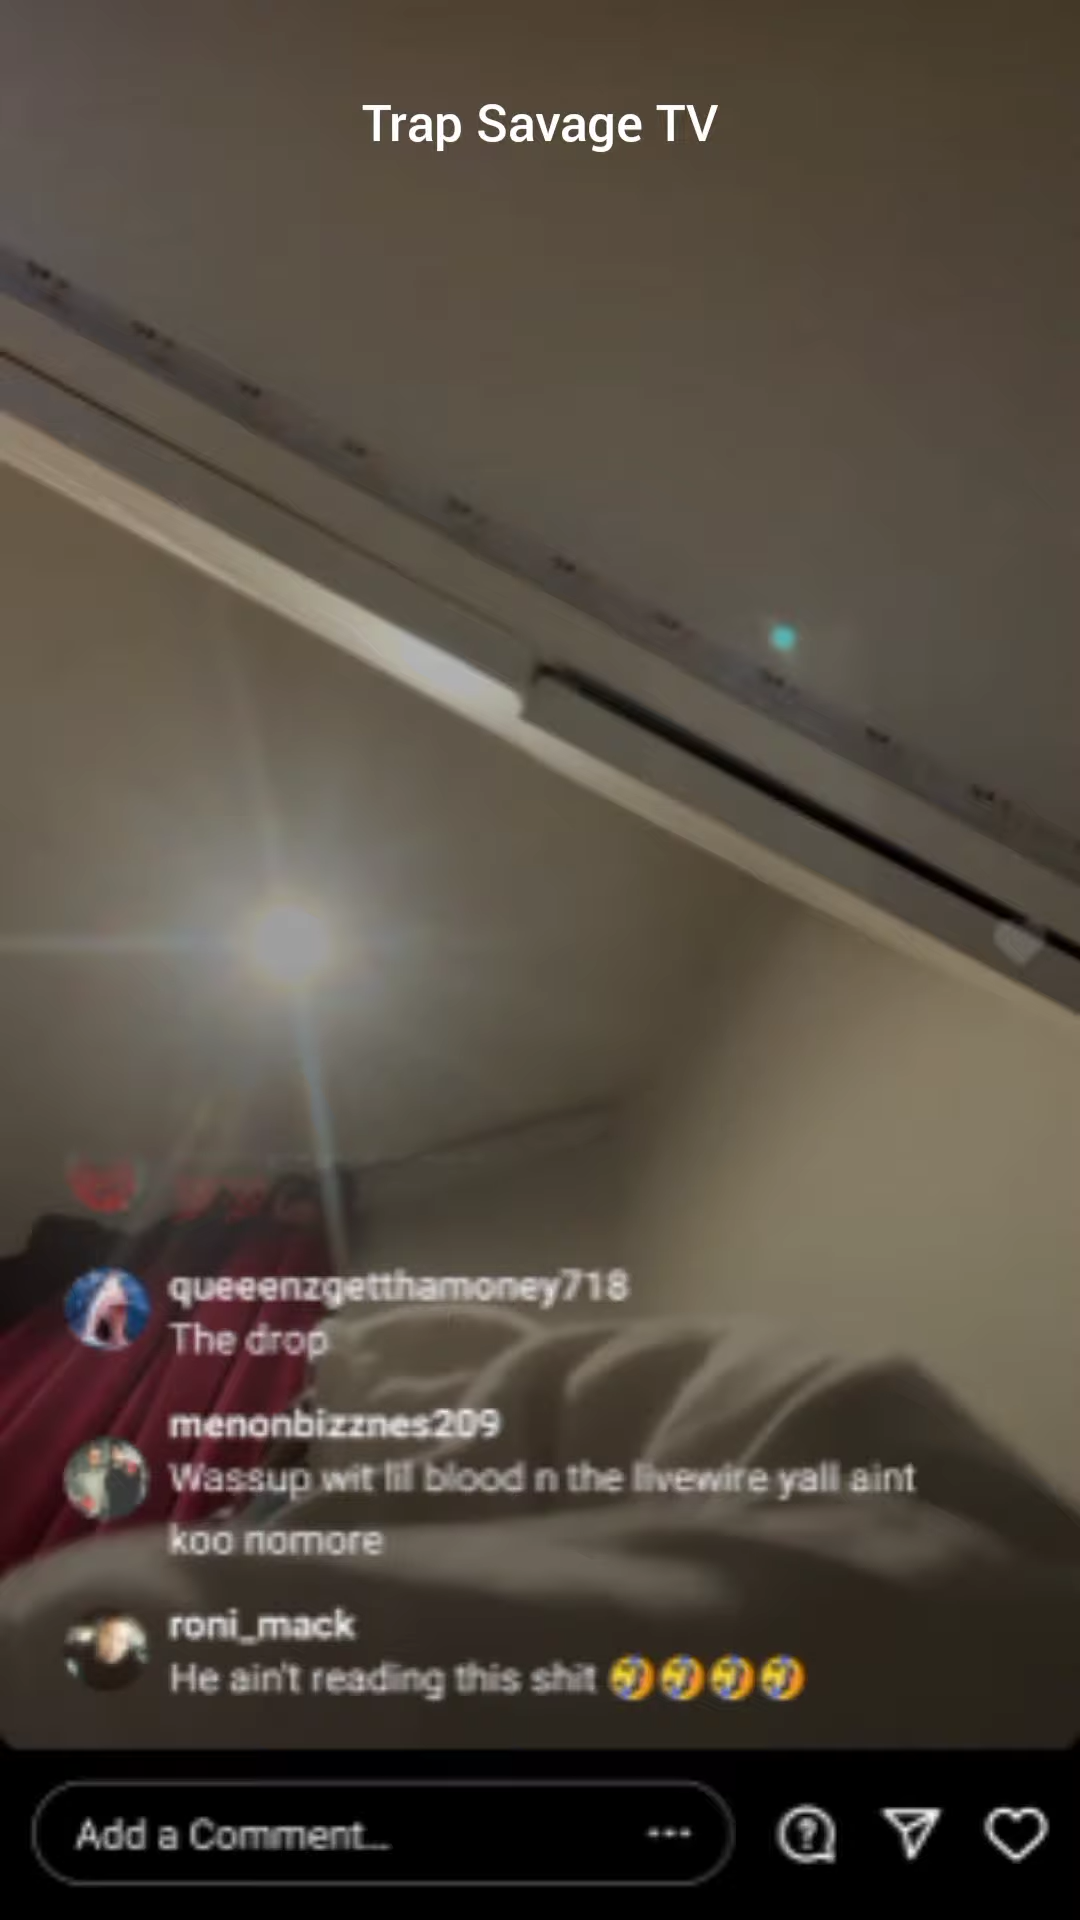 Trap Savage TV
queeenzgetthamoney718
The drop
menonbizznes209
Wassup wit lil blood n the livewire yall aint
koo nomore
roni_mack
He ain't reading this shit 🤣🤣🤣🤣
Add a Comment...